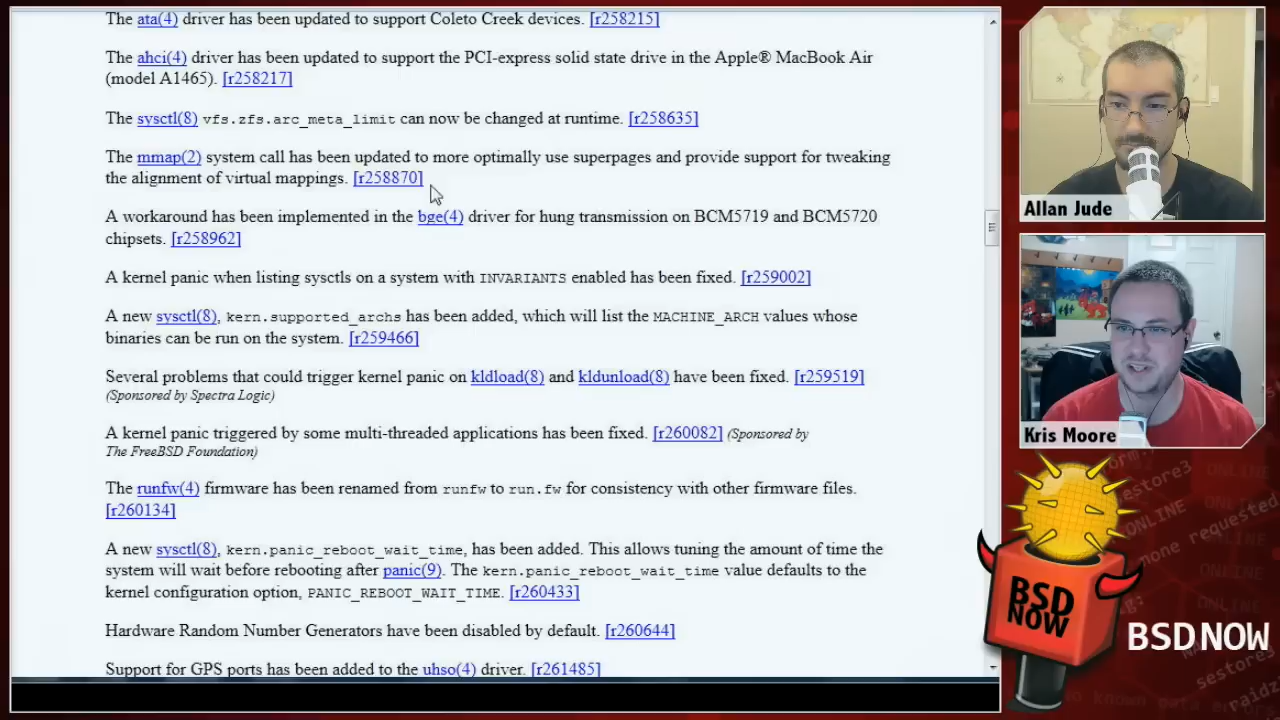 The ata(4) driver has been updated to support Coleto Creek devices. [r258215]
The ahci(4) driver has been updated to support the PCI-express solid state drive in the Apple® MacBook Air
(model A1465). [r258217]
The sysctl(8) vfs.zfs.arc_meta_limit can now be changed at runtime. [r258635]
The mmap(2) system call has been updated to more optimally use superpages and provide support for tweaking
the alignment of virtual mappings. [r258870]
A workaround has been implemented in the bge(4) driver for hung transmission on BCM5719 and BCM5720
chipsets. [r258962]
A kernel panic when listing sysctls on a system with INVARIANTS enabled has been fixed. [r259002]
A new sysctl(8), kern.supported_archs has been added, which will list the MACHINE_ARCH values whose
binaries can be run on the system. [r259466]
Several problems that could trigger kernel panic on kldload(8) and kldunload(8) have been fixed. [r259519]
(Sponsored by Spectra Logic)
A kernel panic triggered by some multi-threaded applications has been fixed. [r260082] (Sponsored by
The FreeBSD Foundation)
The runfw(4) firmware has been renamed from runfw to run.fw for consistency with other firmware files.
[r260134]
A new sysctl(8), kern.panic_reboot_wait_time, has been added. This allows tuning the amount of time the
system will wait before rebooting after panic(9). The kern.panic_reboot_wait_time value defaults to the
kernel configuration option, PANIC_REBOOT_WAIT_TIME. [r260433]
Hardware Random Number Generators have been disabled by default. [r260644]
Support for GPS ports has been added to the uhso(4) driver. [r261485]
Allan Jude
Kris Moore
BSD
NOW
BSDNOW